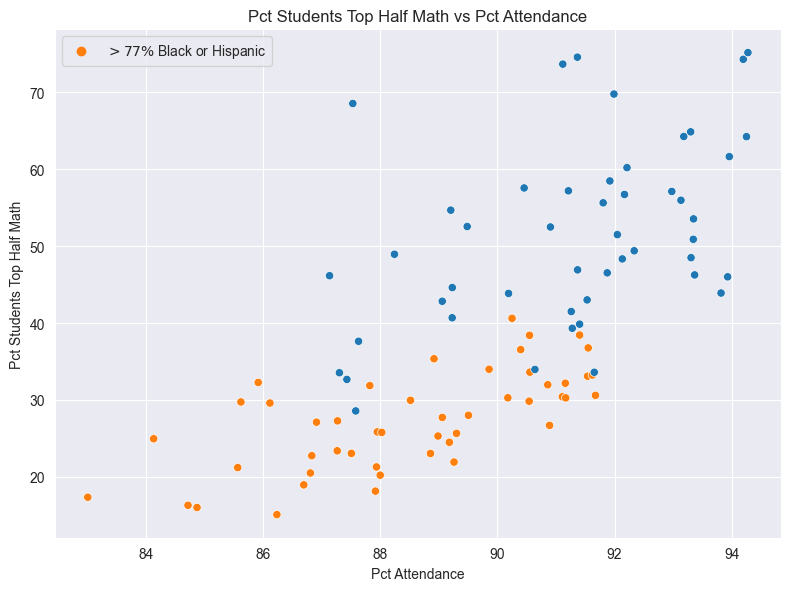 Pct Students Top Half Math vs Pct Attendance
> 77% Black or Hispanic
Pct Students Top Half Math
70
60
50
40
30
20
84 86 88 90 92 94
Pct Attendance